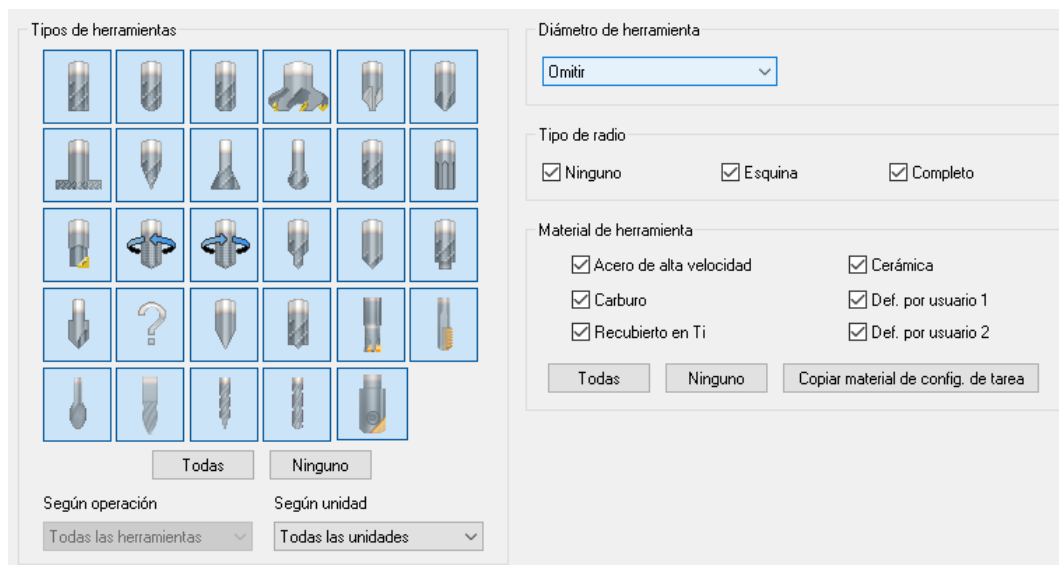 Tipos de herramientas
Todas
Ninguno
Según operación
Según unidad
Todas las herramientas
Todas las unidades
Diámetro de herramienta
Omitir
Tipo de radio
Ninguno
Esquina
Completo
Material de herramienta
Acero de alta velocidad
Cerámica
Carburo
Def. por usuario 1
Recubierto en Ti
Def. por usuario 2
Todas
Ninguno
Copiar material de config. de tarea